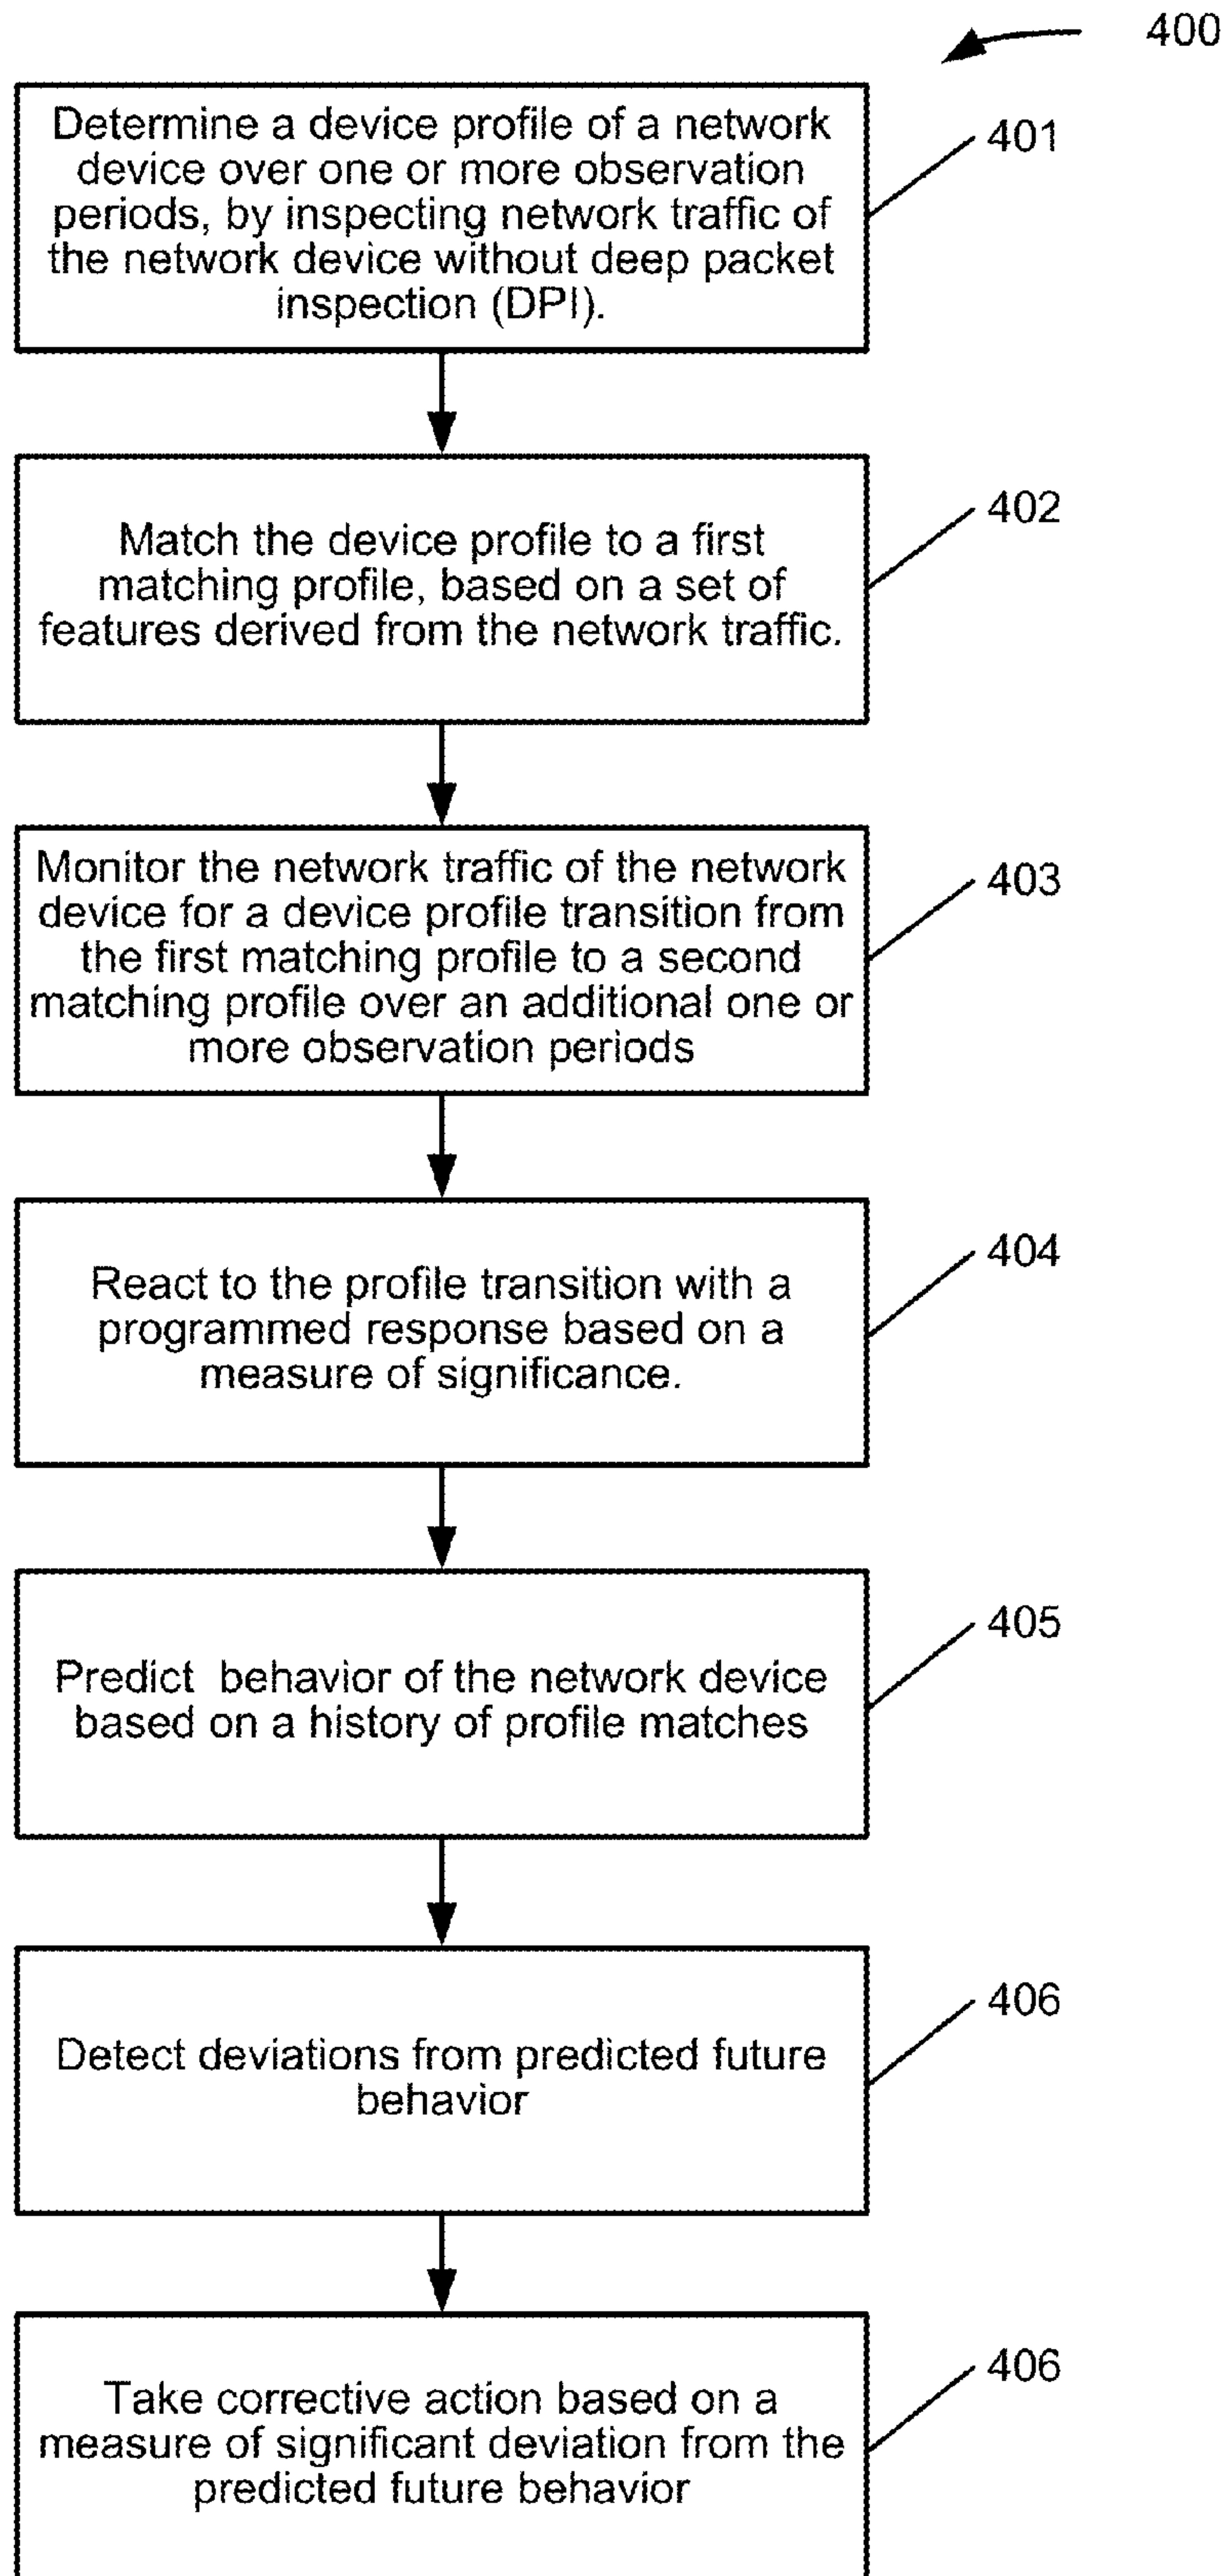 400
Determine a device profile of a network
device over one or more observation
periods, by inspecting network traffic of
the network device without deep packet
inspection (DPI).
401
Match the device profile to a first
matching profile, based on a set of
features derived from the network traffic.
402
Monitor the network traffic of the network
device for a device profile transition from
the first matching profile to a second
matching profile over an additional one or
more observation periods
403
React to the profile transition with a
programmed response based on a
measure of significance.
404
Predict behavior of the network device
based on a history of profile matches
405
Detect deviations from predicted future
behavior
406
Take corrective action based on a
measure of significant deviation from the
predicted future behavior
406